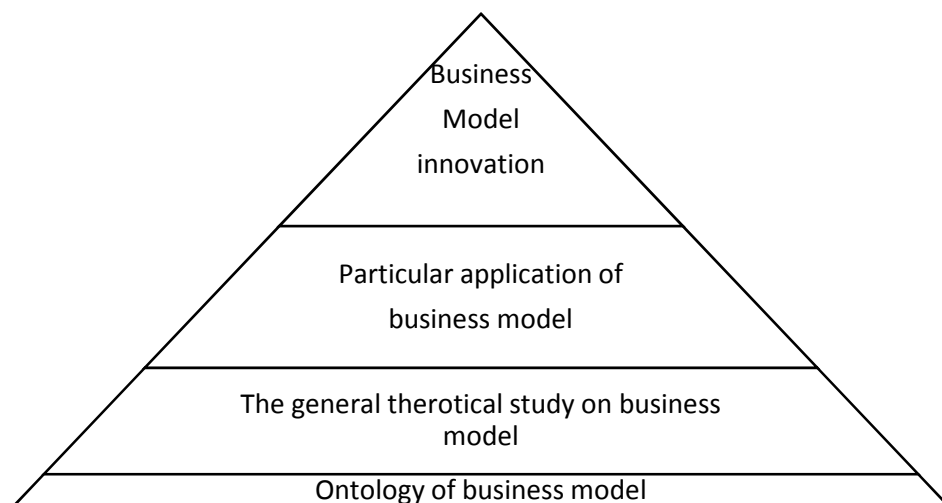 Business
Model
innovation
Particular application of
business model
The general therotical study on business
model
Ontology of business model